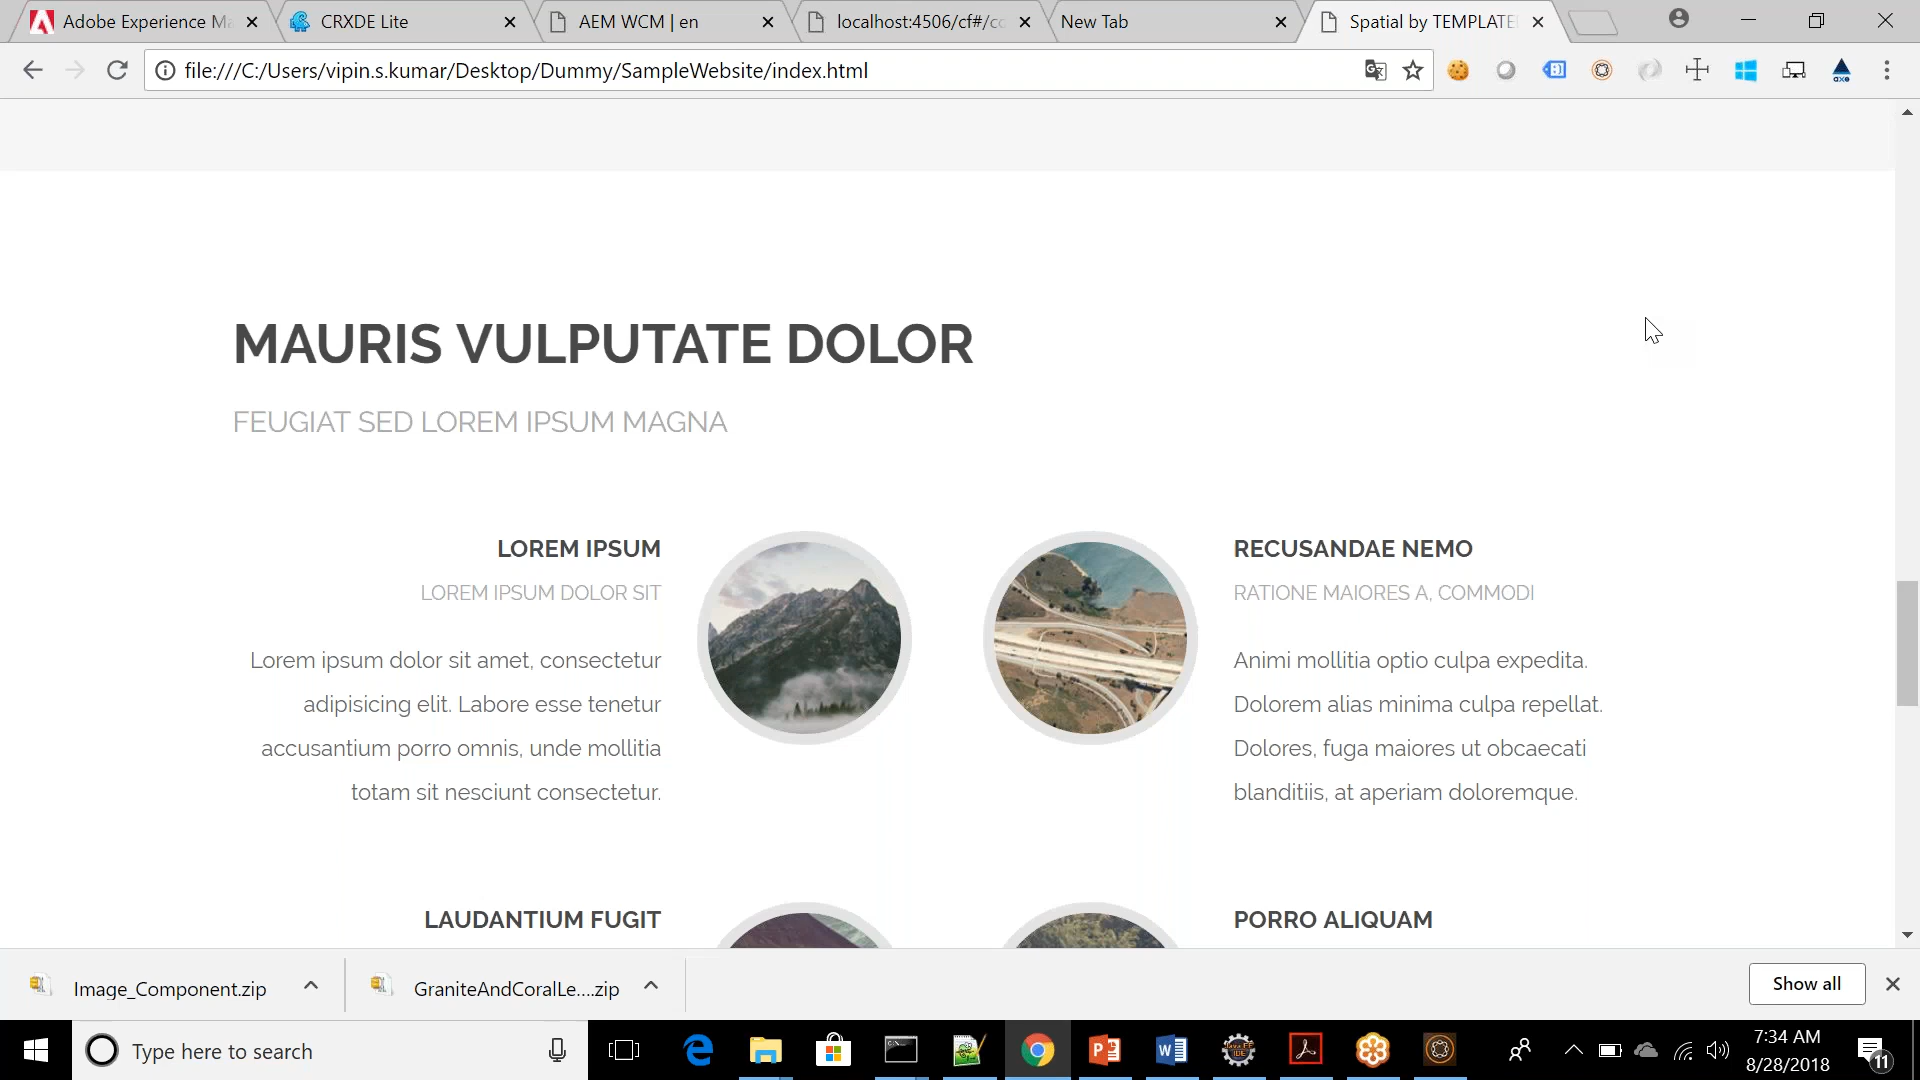 Adobe Experience Ma
CRXDE Lite
AEM WCM | en
localhost:4506/cf#/co
New Tab
Spatial by TEMPLATE
file:///C:/Users/vipin.s.kumar/Desktop/Dummy/SampleWebsite/index.html
MAURIS VULPUTATE DOLOR
FEUGIAT SED LOREM IPSUM MAGNA
LOREM IPSUM
LOREM IPSUM DOLOR SIT
Lorem ipsum dolor sit amet, consectetur
adipisicing elit. Labore esse tenetur
accusantium porro omnis, unde mollitia
totam sit nesciunt consectetur.
RECUSANDAE NEMO
RATIONE MAIORES A, COMMODI
Animi mollitia optio culpa expedita.
Dolorem alias minima culpa repellat.
Dolores, fuga maiores ut obcaecati
blanditiis, at aperiam doloremque.
LAUDANTIUM FUGIT
PORRO ALIQUAM
Image_Component.zip
GraniteAndCoralLe....zip
Show all
Type here to search
7:34 AM
8/28/2018
11